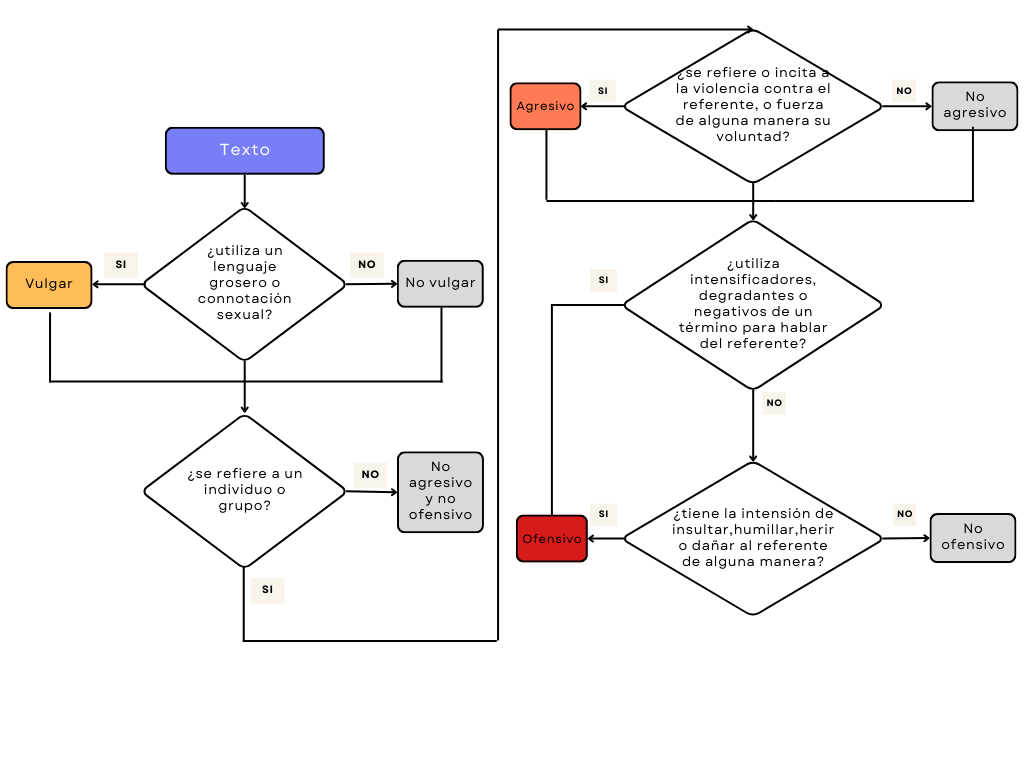 Texto
¿utiliza un
lenguaje
grosero o
connotación
sexual?
SI
Vulgar
NO
No vulgar
¿se refiere a un
individuo o
grupo?
NO
No
agresivo
y no
ofensivo
SI
¿se refiere o incita a
la violencia contra el
referente, o fuerza
de alguna manera su
voluntad?
SI
Agresivo
NO
No
agresivo
¿utiliza
intensificadores,
degradantes o
negativos de un
término para hablar
del referente?
SI
NO
¿tiene la intensión de
insultar,humillar,herir
o dañar al referente
de alguna manera?
SI
Ofensivo
NO
No
ofensivo